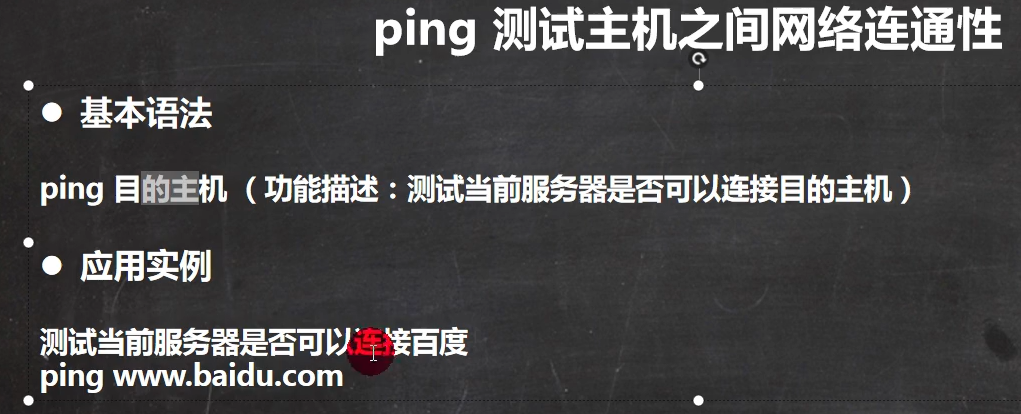 ping 测试主机之间网络连通性
● 基本语法
ping 目的主机 （功能描述：测试当前服务器是否可以连接目的主机）
● 应用实例
测试当前服务器是否可以连接百度
ping www.baidu.com